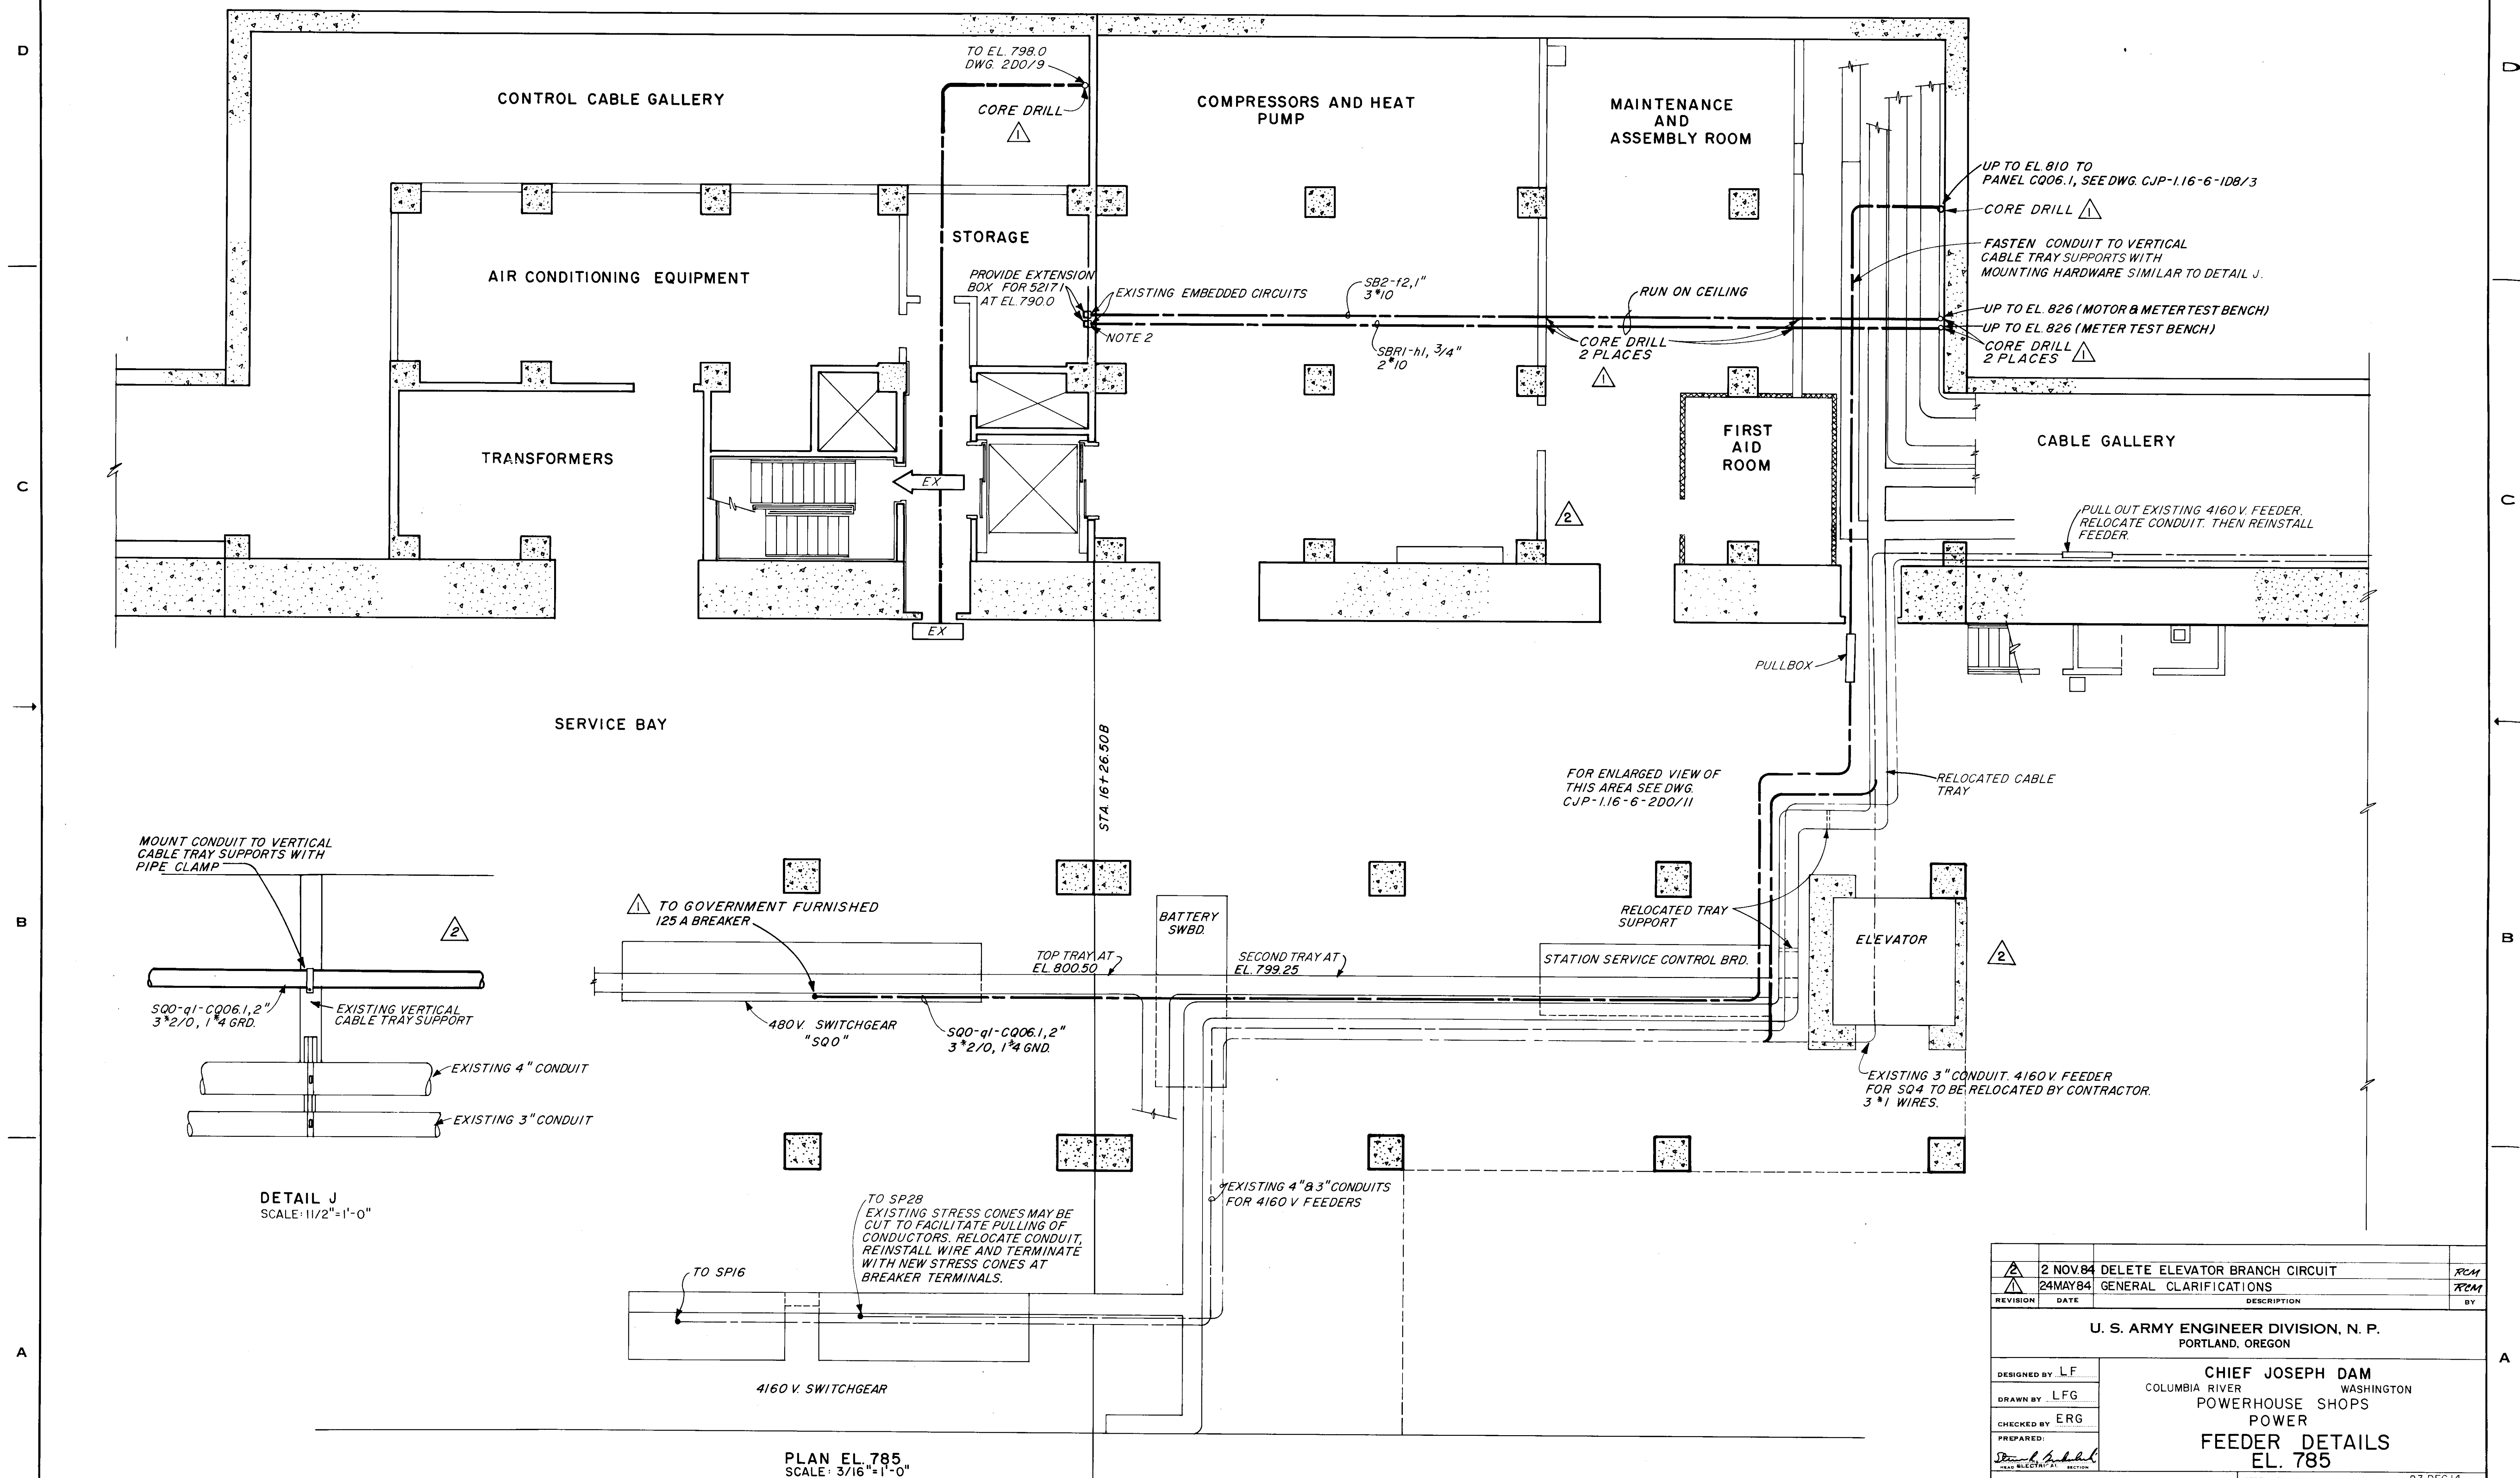 D
D
TO EL. 798.0
DWG. 2D0/9
CONTROL CABLE GALLERY
CORE DRILL
1
COMPRESSORS AND HEAT
PUMP
MAINTENANCE
AND
ASSEMBLY ROOM
UP TO EL. 810 TO
PANEL CQ06.1, SEE DWG. CJP-1.16-6-1D8/3
CORE DRILL
1
FASTEN CONDUIT TO VERTICAL
CABLE TRAY SUPPORTS WITH
MOUNTING HARDWARE SIMILAR TO DETAIL J.
STORAGE
AIR CONDITIONING EQUIPMENT
PROVIDE EXTENSION
BOX FOR 52171
AT EL. 790.0
EXISTING EMBEDDED CIRCUITS
SB2-f2, 1"
3 #10
RUN ON CEILING
UP TO EL. 826 (MOTOR & METER TEST BENCH)
UP TO EL. 826 (METER TEST BENCH)
NOTE 2
SBR1-h1, 3/4"
2 #10
CORE DRILL
2 PLACES
1
CORE DRILL
2 PLACES
1
TRANSFORMERS
FIRST
AID
ROOM
CABLE GALLERY
C
C
EX
2
PULL OUT EXISTING 4160 V. FEEDER.
RELOCATE CONDUIT. THEN REINSTALL
FEEDER.
EX
PULLBOX
SERVICE BAY
STA. 16+26.50B
FOR ENLARGED VIEW OF
THIS AREA SEE DWG.
CJP-1.16-6-2D0/11
RELOCATED CABLE
TRAY
MOUNT CONDUIT TO VERTICAL
CABLE TRAY SUPPORTS WITH
PIPE CLAMP
2
1 TO GOVERNMENT FURNISHED
125 A BREAKER
BATTERY
SWBD.
RELOCATED TRAY
SUPPORT
B
B
ELEVATOR
2
TOP TRAY AT
EL. 800.50
SECOND TRAY AT
EL. 799.25
STATION SERVICE CONTROL BRD.
SQ0-q1-CQ06.1, 2"
3 #2/0, 1 #4 GRD.
EXISTING VERTICAL
CABLE TRAY SUPPORT
480 V. SWITCHGEAR
"SQ0"
SQ0-q1-CQ06.1, 2"
3 #2/0, 1 #4 GND.
EXISTING 4" CONDUIT
EXISTING 3" CONDUIT
EXISTING 3" CONDUIT. 4160 V. FEEDER
FOR SQ4 TO BE RELOCATED BY CONTRACTOR.
3 #1 WIRES.
DETAIL J
SCALE: 1 1/2" = 1'-0"
TO SP28
EXISTING STRESS CONES MAY BE
CUT TO FACILITATE PULLING OF
CONDUCTORS. RELOCATE CONDUIT,
REINSTALL WIRE AND TERMINATE
WITH NEW STRESS CONES AT
BREAKER TERMINALS.
EXISTING 4" & 3" CONDUITS
FOR 4160 V FEEDERS
TO SP16
4160 V. SWITCHGEAR
A
A
PLAN EL. 785
SCALE: 3/16" = 1'-0"
2 2 NOV.84 DELETE ELEVATOR BRANCH CIRCUIT RCM
1 24MAY84 GENERAL CLARIFICATIONS RCM
REVISION DATE DESCRIPTION BY
U. S. ARMY ENGINEER DIVISION, N. P.
PORTLAND, OREGON
DESIGNED BY LF
DRAWN BY LFG
CHECKED BY ERG
PREPARED:
HEAD ELECTRICAL SECTION
CHIEF JOSEPH DAM
COLUMBIA RIVER WASHINGTON
POWERHOUSE SHOPS
POWER
FEEDER DETAILS
EL. 785